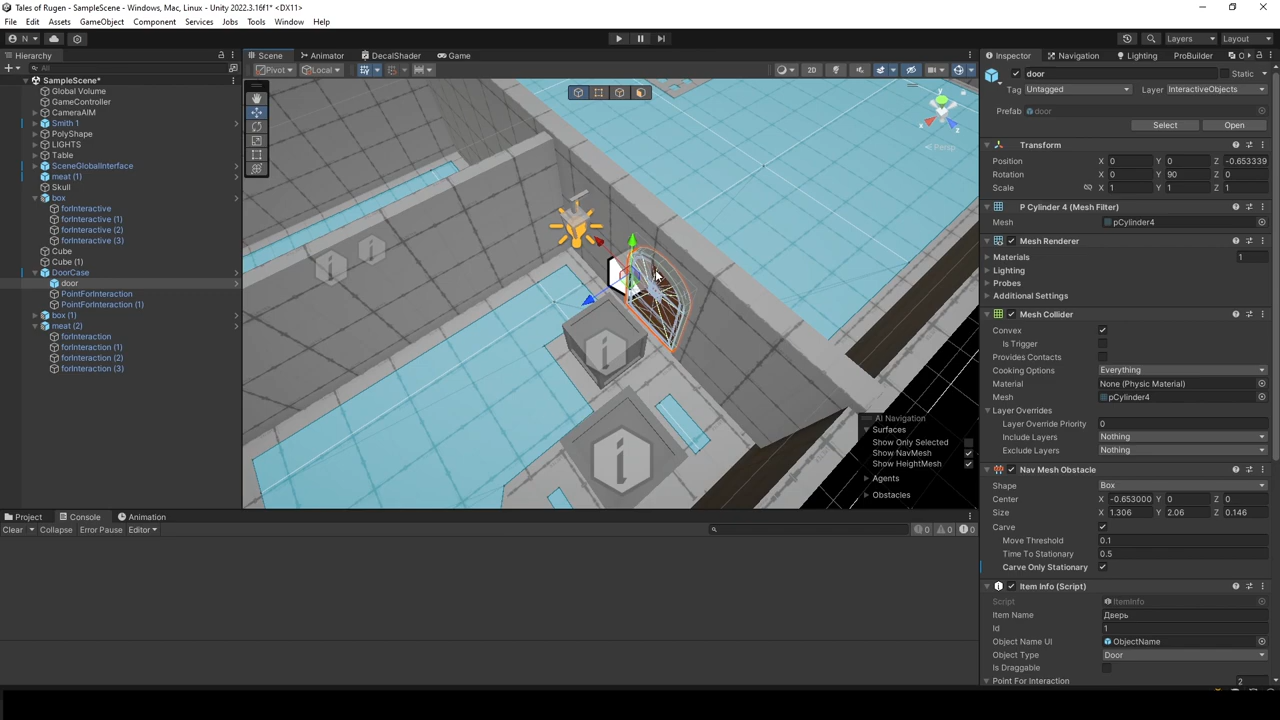 Tales of Rugen - SampleScene - Windows, Mac, Linux - Unity 2022.3.16f1* <DX11>
File Edit Assets GameObject Component Services Jobs Tools Window Help
N
Layers Layout
Hierarchy
All
SampleScene*
Global Volume
GameController
CameraAIM
Smith 1
PolyShape
LIGHTS
Table
SceneGlobalInterface
meat (1)
Skull
box
forInteractive
forInteractive (1)
forInteractive (2)
forInteractive (3)
Cube
Cube (1)
DoorCase
door
PointForInteraction
PointForInteraction (1)
box (1)
meat (2)
forInteraction
forInteraction (1)
forInteraction (2)
forInteraction (3)
Scene Animator DecalShader Game
Pivot Local 2D
y
x z
Persp
AI Navigation
Surfaces
Show Only Selected
Show NavMesh
Show HeightMesh
Agents
Obstacles
Project Console Animation
Clear Collapse Error Pause Editor 0 0 0
Inspector Navigation Lighting ProBuilder
door Static
Tag Untagged Layer InteractiveObjects
Prefab door
Select Open
Transform
Position X 0 Y 0 Z -0.653339
Rotation X 0 Y 90 Z 0
Scale X 1 Y 1 Z 1
P Cylinder 4 (Mesh Filter)
Mesh pCylinder4
Mesh Renderer
Materials 1
Lighting
Probes
Additional Settings
Mesh Collider
Convex
Is Trigger
Provides Contacts
Cooking Options Everything
Material None (Physic Material)
Mesh pCylinder4
Layer Overrides
Layer Override Priority 0
Include Layers Nothing
Exclude Layers Nothing
Nav Mesh Obstacle
Shape Box
Center X -0.653000 Y 0 Z 0
Size X 1.306 Y 2.06 Z 0.146
Carve
Move Threshold 0.1
Time To Stationary 0.5
Carve Only Stationary
Item Info (Script)
Script ItemInfo
Item Name Дверь
Id 1
Object Name UI ObjectName
Object Type Door
Is Draggable
Point For Interaction 2